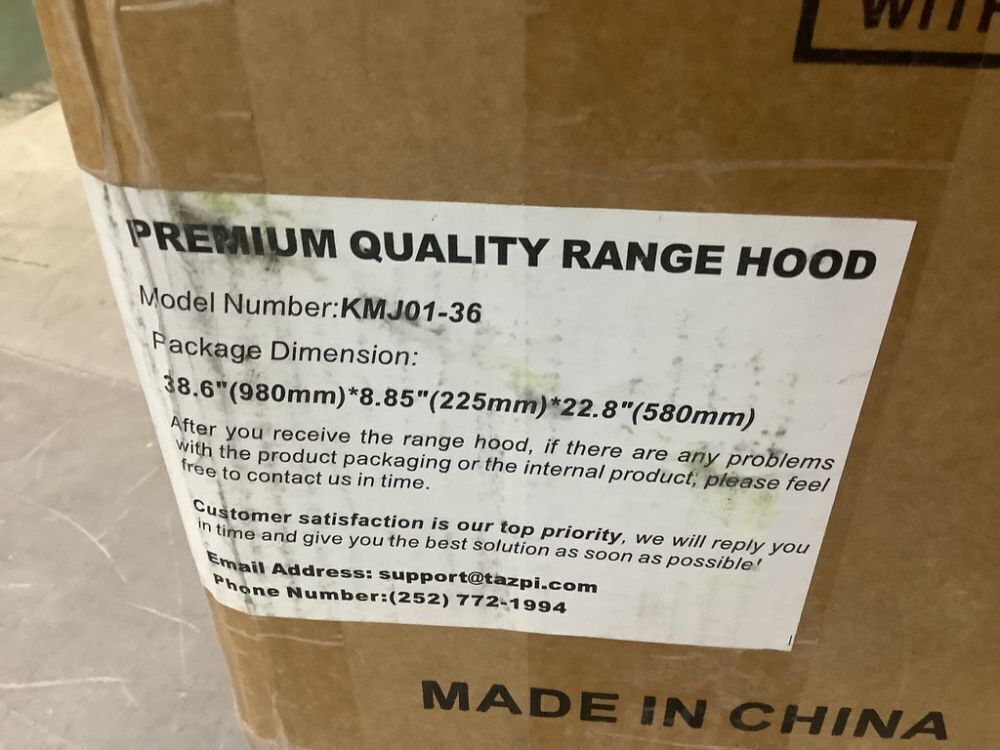 WITH
PREMIUM QUALITY RANGE HOOD
Model Number:KMJ01-36
Package Dimension:
38.6"(980mm)*8.85"(225mm)*22.8"(580mm)
After you receive the range hood, if there are any problems
with the product packaging or the internal product, please feel
free to contact us in time.
Customer satisfaction is our top priority, we will reply you
in time and give you the best solution as soon as possible!
Email Address: support@tazpi.com
Phone Number:(252) 772-1994
MADE IN CHINA